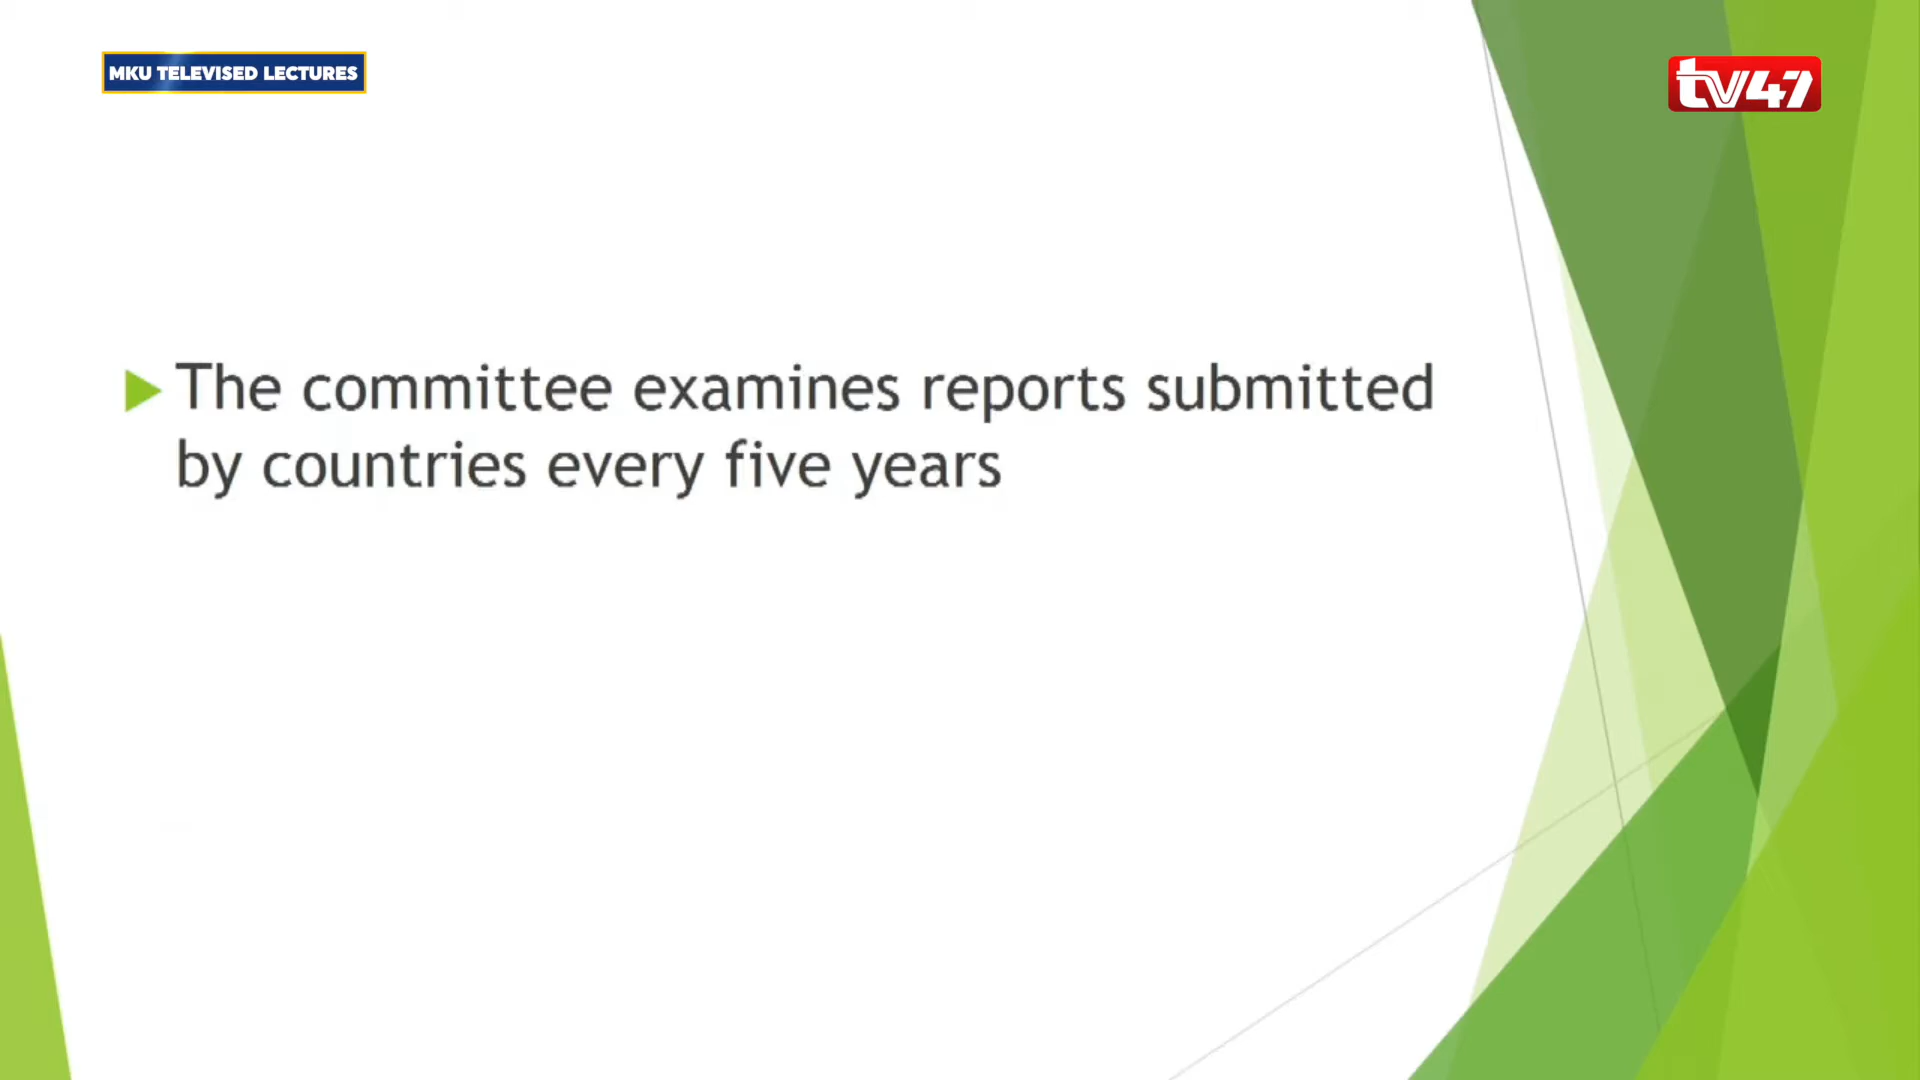 MKU TELEVISED LECTURES
tv47
The committee examines reports submitted
by countries every five years